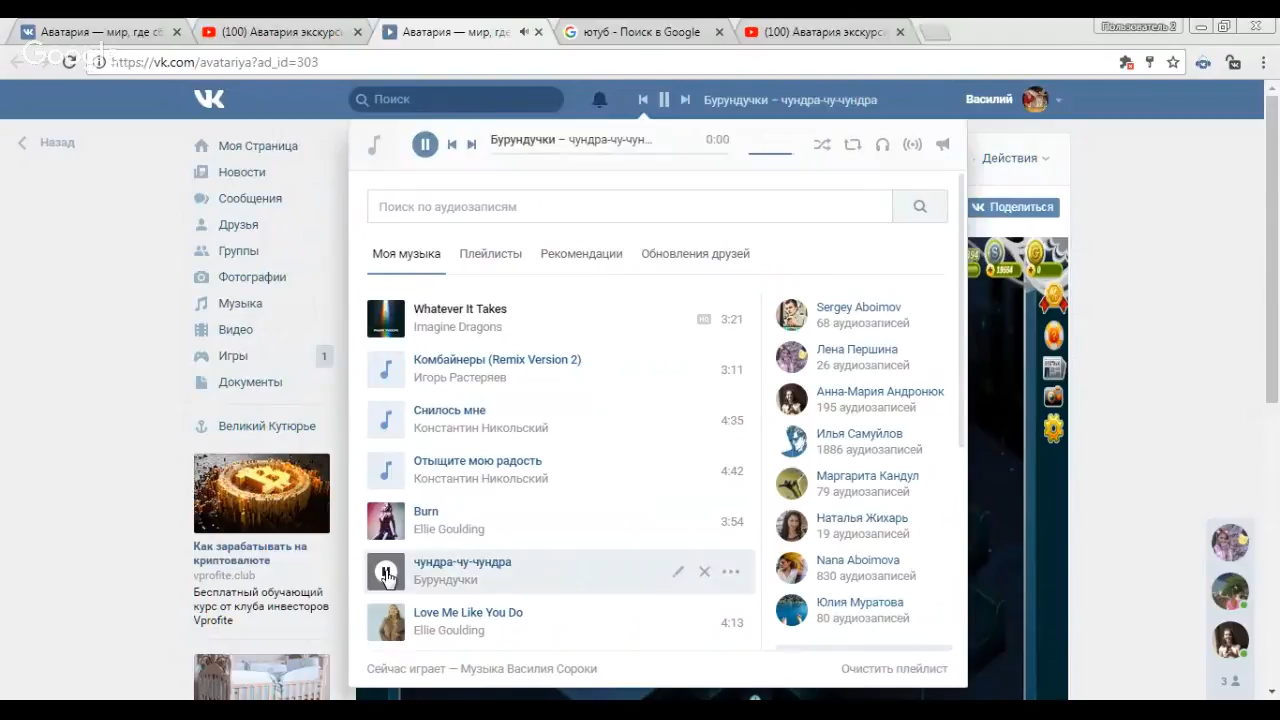 Аватария — мир, где сб
(100) Аватария экскурс
Аватария — мир, где
ютуб - Поиск в Google
(100) Аватария экскурс
Пользователь 2
Google
https://vk.com/avatariya?ad_id=303
Поиск
Бурундучки – чундра-чу-чундра
Василий
Назад
Моя Страница
Новости
Сообщения
Друзья
Группы
Фотографии
Музыка
Видео
Игры
1
Документы
Великий Кутюрье
Как зарабатывать на
криптовалюте
vprofite.club
Бесплатный обучающий
курс от клуба инвесторов
Vprofite
Бурундучки – чундра-чу-чун...
0:00
Поиск по аудиозаписям
Моя музыка
Плейлисты
Рекомендации
Обновления друзей
Whatever It Takes
Imagine Dragons
HQ
3:21
Комбайнеры (Remix Version 2)
Игорь Растеряев
3:11
Снилось мне
Константин Никольский
4:35
Отыщите мою радость
Константин Никольский
4:42
Burn
Ellie Goulding
3:54
чундра-чу-чундра
Бурундучки
Love Me Like You Do
Ellie Goulding
4:13
Sergey Aboimov
68 аудиозаписей
Лена Першина
26 аудиозаписей
Анна-Мария Андронюк
195 аудиозаписей
Илья Самуйлов
1886 аудиозаписей
Маргарита Кандул
79 аудиозаписей
Наталья Жихарь
19 аудиозаписей
Nana Aboimova
830 аудиозаписей
Юлия Муратова
80 аудиозаписей
Сейчас играет — Музыка Василия Сороки
Очистить плейлист
Действия
Поделиться
19554
0
3